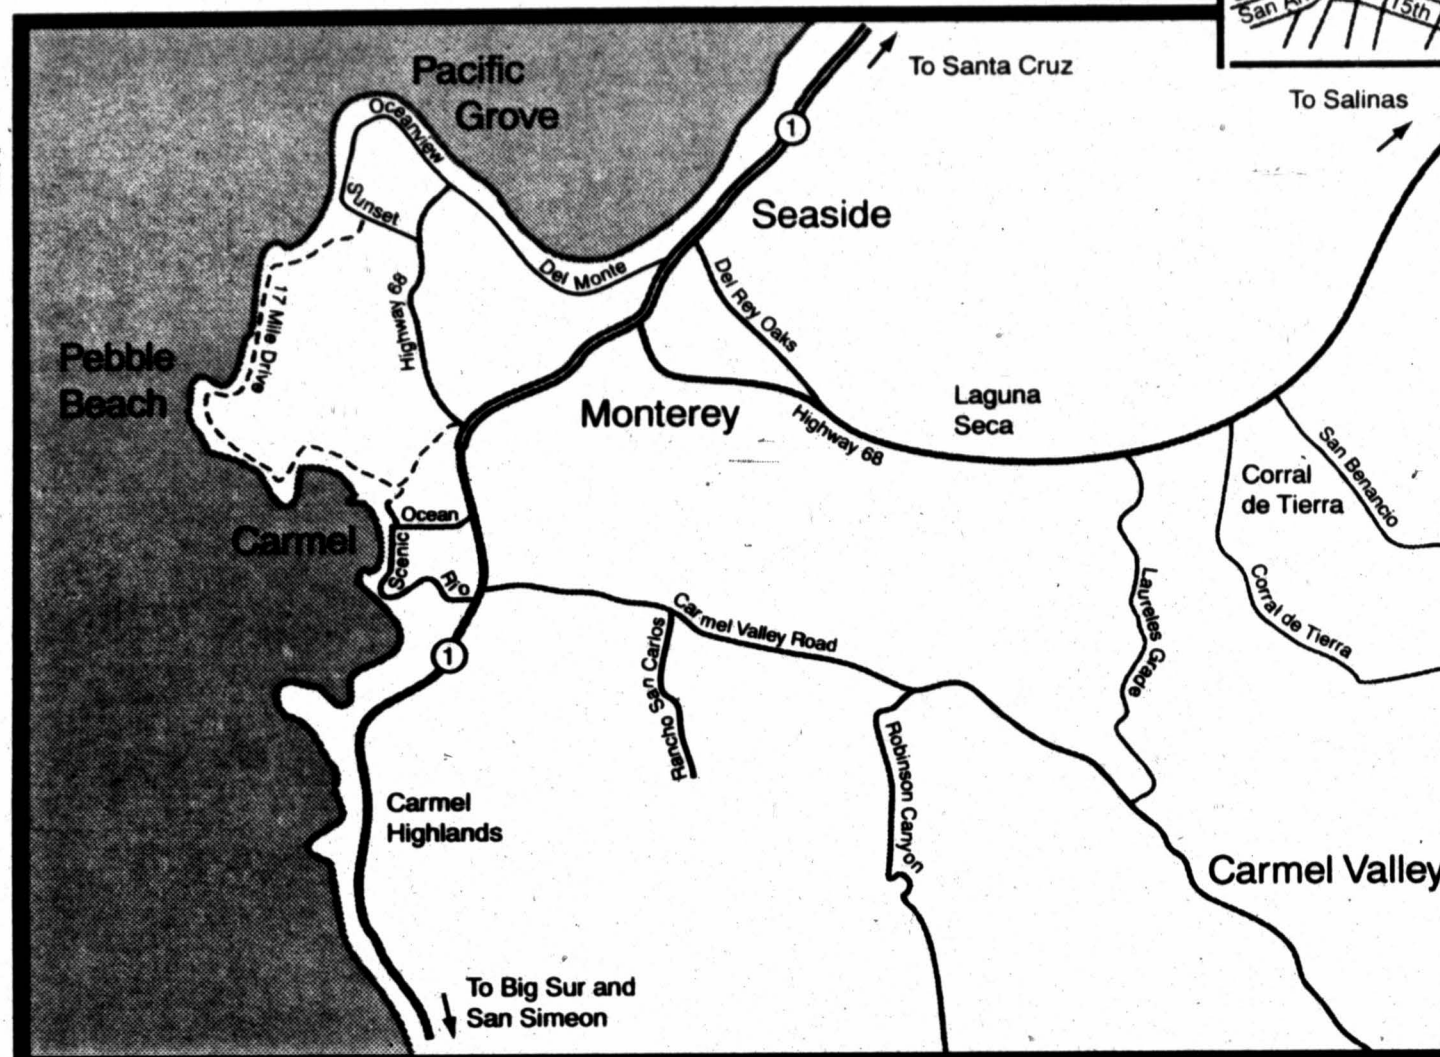 San
15th
Pacific
Grove
To Santa Cruz
To Salinas
1
Oceanview
Sunset
Seaside
Del Monte
Del Rey Oaks
17 Mile Drive
Highway 68
Pebble
Beach
Monterey
Highway 68
Laguna
Seca
San Benancio
Corral
de Tierra
Carmel
Ocean
Scenic
Rio
Carmel Valley Road
Laureles Grade
Corral de Tierra
1
Rancho San Carlos
Robinson Canyon
Carmel
Highlands
Carmel Valley
To Big Sur and
San Simeon